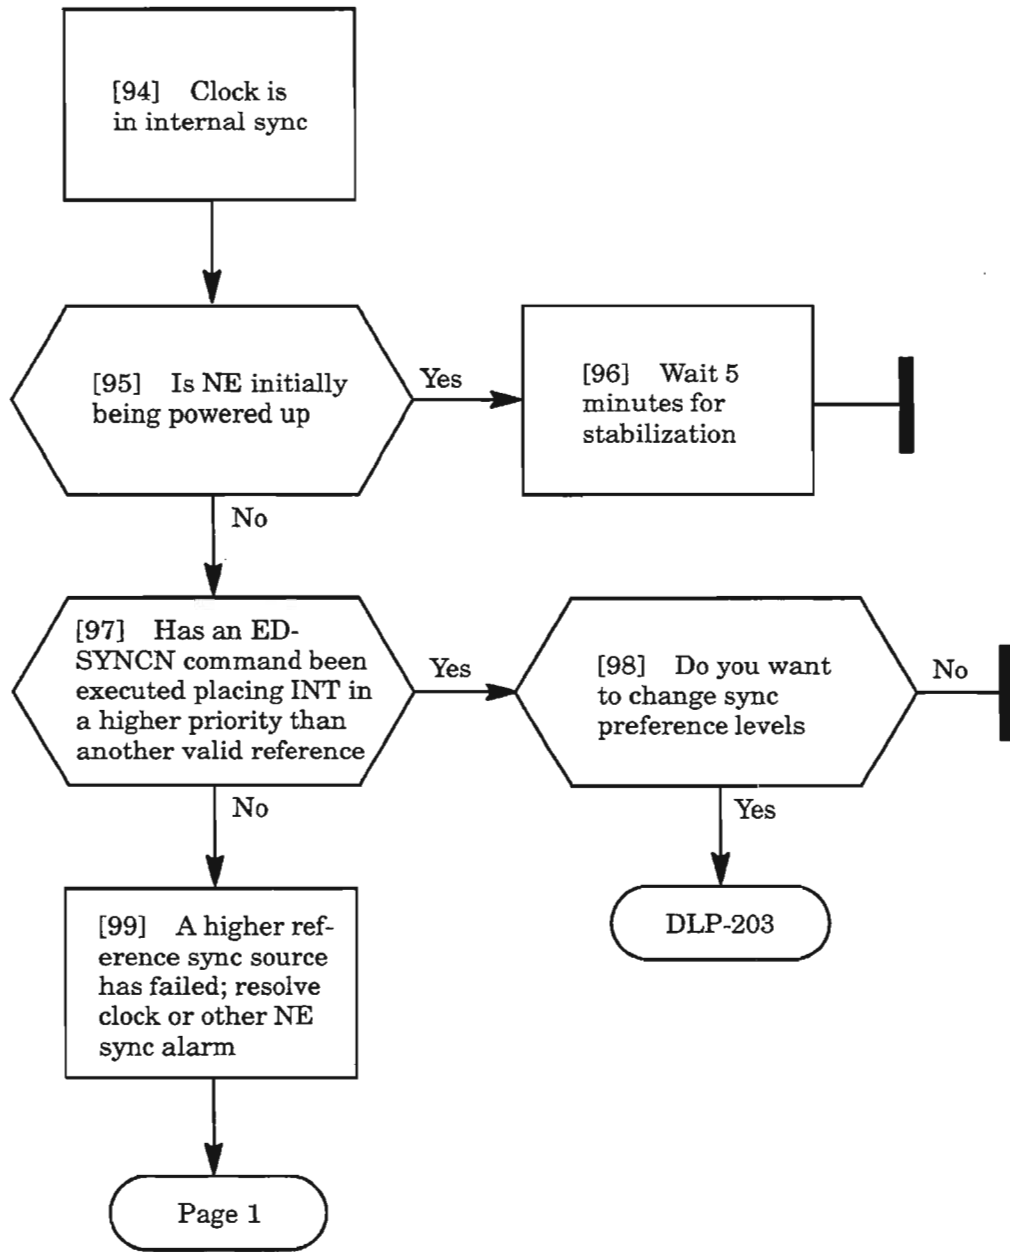 [94] Clock is
in internal sync
[95] Is NE initially
being powered up
Yes
[96] Wait 5
minutes for
stabilization
No
[97] Has an ED-
SYNCN command been
executed placing INT in
a higher priority than
another valid reference
Yes
[98] Do you want
to change sync
preference levels
No
No
Yes
[99] A higher ref-
erence sync source
has failed; resolve
clock or other NE
sync alarm
DLP-203
Page 1